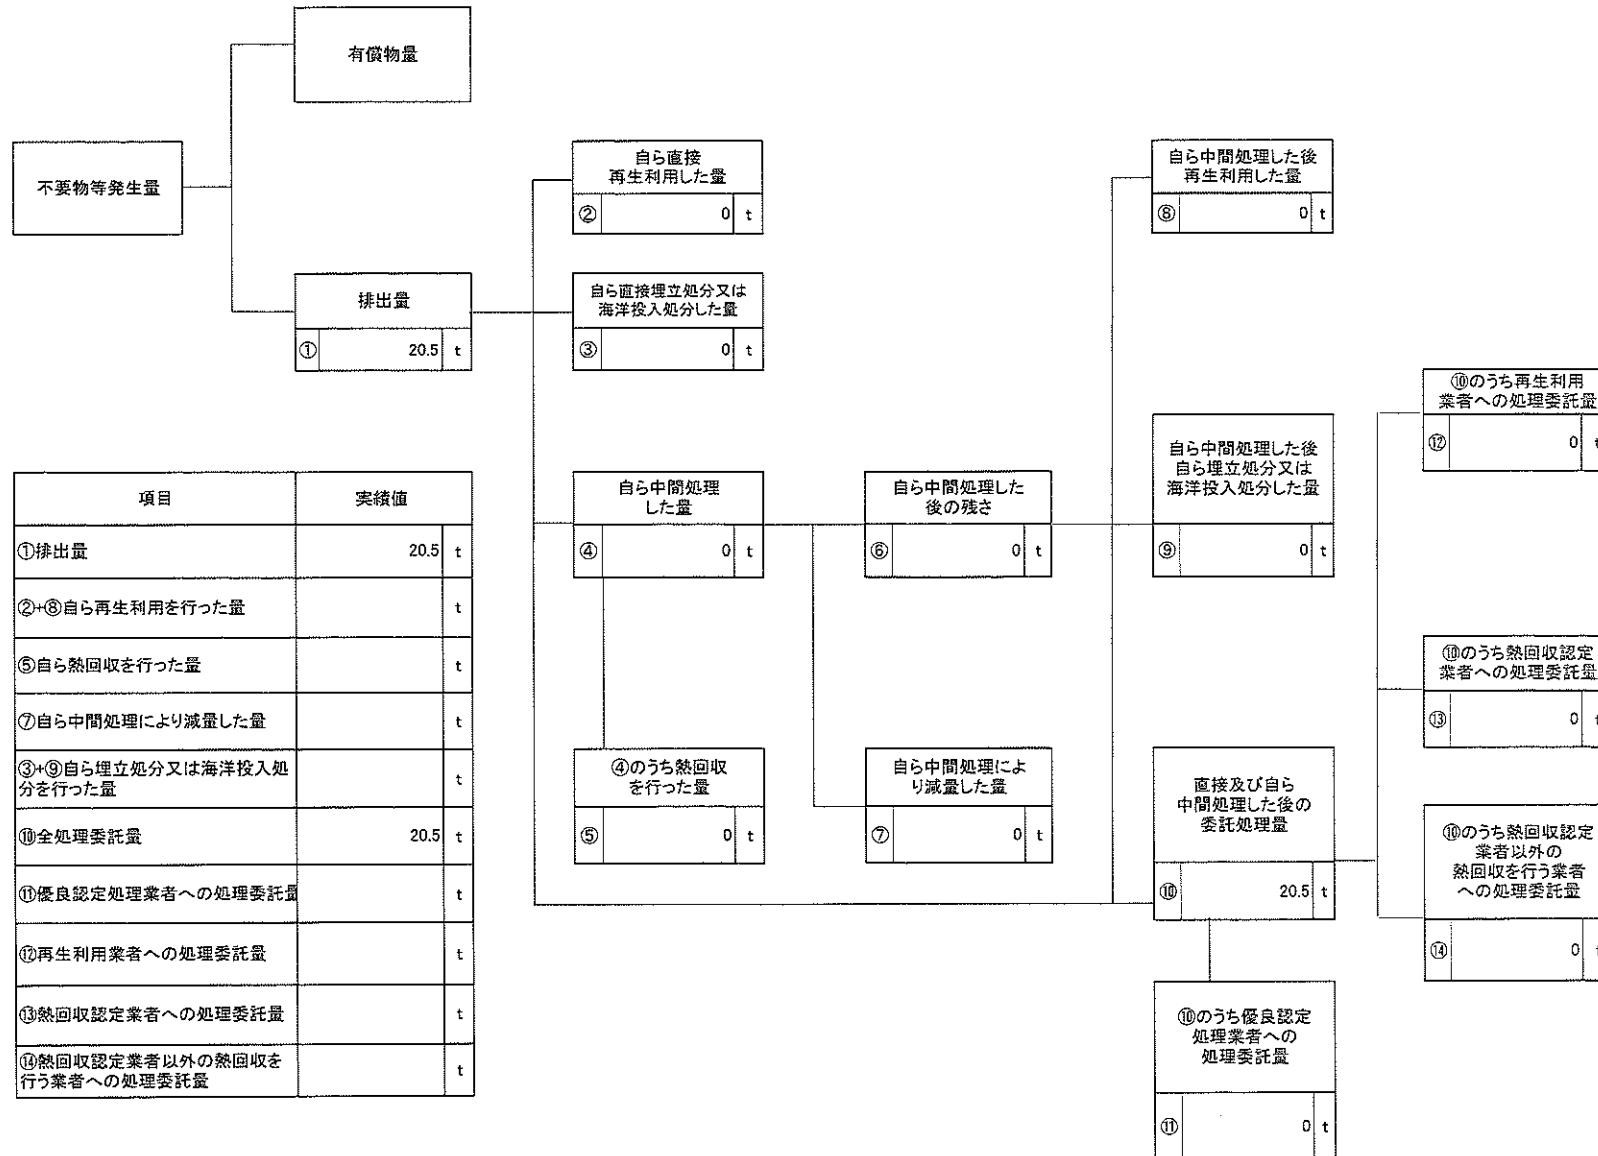 有償物量
不要物等発生量
排出量
① 20.5 t
自ら直接
再生利用した量
② 0 t
自ら直接埋立処分又は
海洋投入処分した量
③ 0 t
自ら中間処理
した量
④ 0 t
④のうち熱回収
を行った量
⑤ 0 t
自ら中間処理した
後の残さ
⑥ 0 t
自ら中間処理によ
り減量した量
⑦ 0 t
自ら中間処理した後
再生利用した量
⑧ 0 t
自ら中間処理した後
自ら埋立処分又は
海洋投入処分した量
⑨ 0 t
直接及び自ら
中間処理した後の
委託処理量
⑩ 20.5 t
⑩のうち優良認定
処理業者への
処理委託量
⑪ 0 t
⑩のうち再生利用
業者への処理委託量
⑫ 0 t
⑩のうち熱回収認定
業者への処理委託量
⑬ 0 t
⑩のうち熱回収認定
業者以外の
熱回収を行う業者
への処理委託量
⑭ 0 t
項目 実績値
①排出量 20.5 t
②+⑧自ら再生利用を行った量 t
⑤自ら熱回収を行った量 t
⑦自ら中間処理により減量した量 t
③+⑨自ら埋立処分又は海洋投入処
分を行った量 t
⑩全処理委託量 20.5 t
⑪優良認定処理業者への処理委託量 t
⑫再生利用業者への処理委託量 t
⑬熱回収認定業者への処理委託量 t
⑭熱回収認定業者以外の熱回収を
行う業者への処理委託量 t